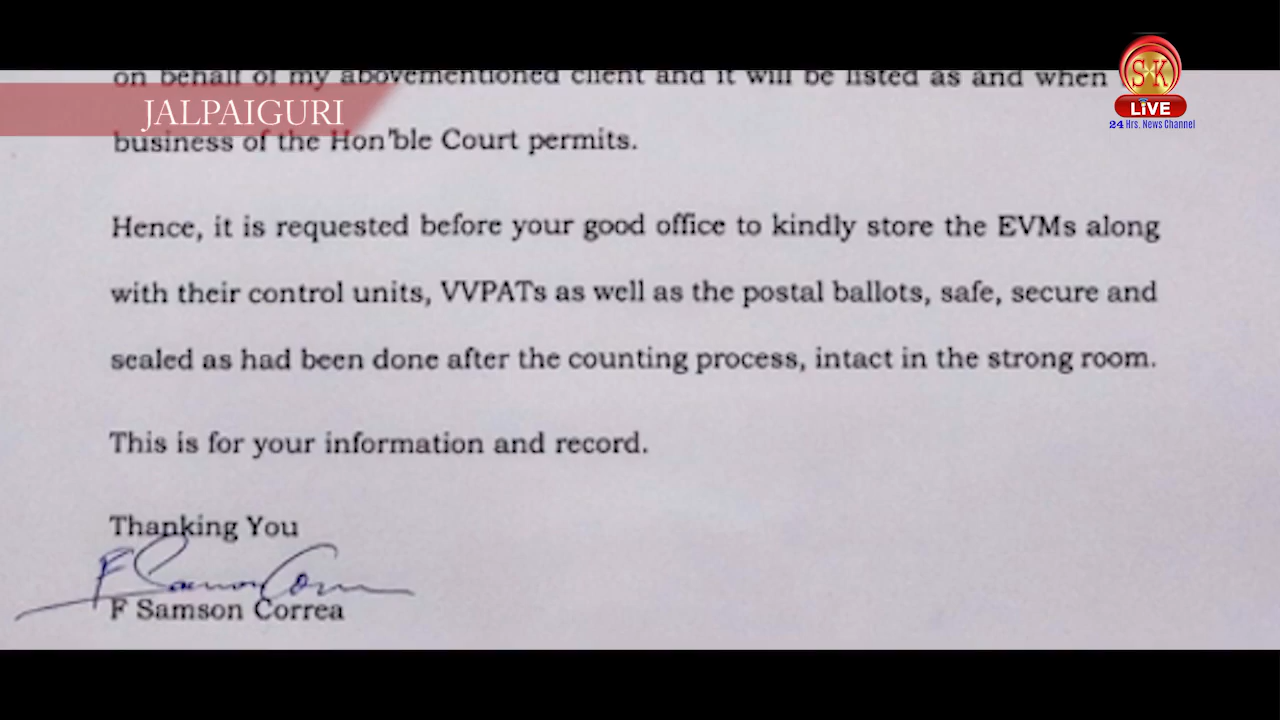 on behalf of my abovementioned client and it will be listed as and when
JALPAIGURI
business of the Hon'ble Court permits.
Hence, it is requested before your good office to kindly store the EVMs along
with their control units, VVPATs as well as the postal ballots, safe, secure and
sealed as had been done after the counting process, intact in the strong room.
This is for your information and record.
Thanking You
F Samson Correa
F Samson Correa
S K
LIVE
24 Hrs. News Channel